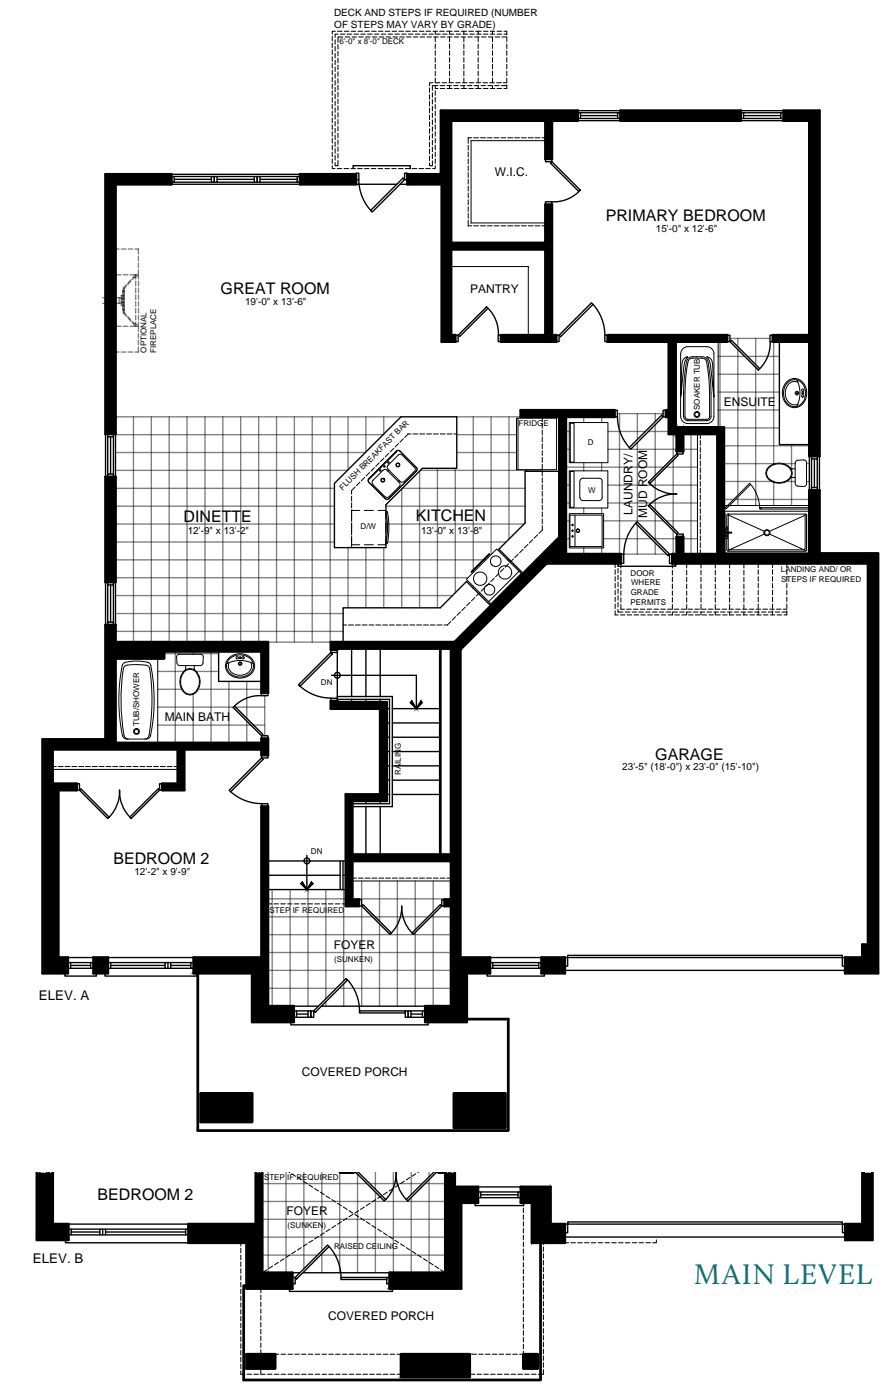 DECK AND STEPS IF REQUIRED (NUMBER
OF STEPS MAY VARY BY GRADE)
6'-0" x 8'-0" DECK
W.I.C.
PRIMARY BEDROOM
15'-0" x 12'-6"
PANTRY
GREAT ROOM
19'-0" x 13'-6"
OPTIONAL
FIREPLACE
SOAKER TUB
ENSUITE
FRIDGE
FLUSH BREAKFAST BAR
D
W
LAUNDRY/
MUD ROOM
DINETTE
12'-9" x 13'-2"
KITCHEN
13'-0" x 13'-8"
D/W
DOOR
WHERE
GRADE
PERMITS
LANDING AND/ OR
STEPS IF REQUIRED
TUB/SHOWER
MAIN BATH
DN
RAILING
GARAGE
23'-5" (18'-0") x 23'-0" (15'-10")
BEDROOM 2
12'-2" x 9'-9"
DN
STEP IF REQUIRED
FOYER
(SUNKEN)
ELEV. A
COVERED PORCH
STEP IF REQUIRED
BEDROOM 2
FOYER
(SUNKEN)
RAISED CEILING
ELEV. B
MAIN LEVEL
COVERED PORCH